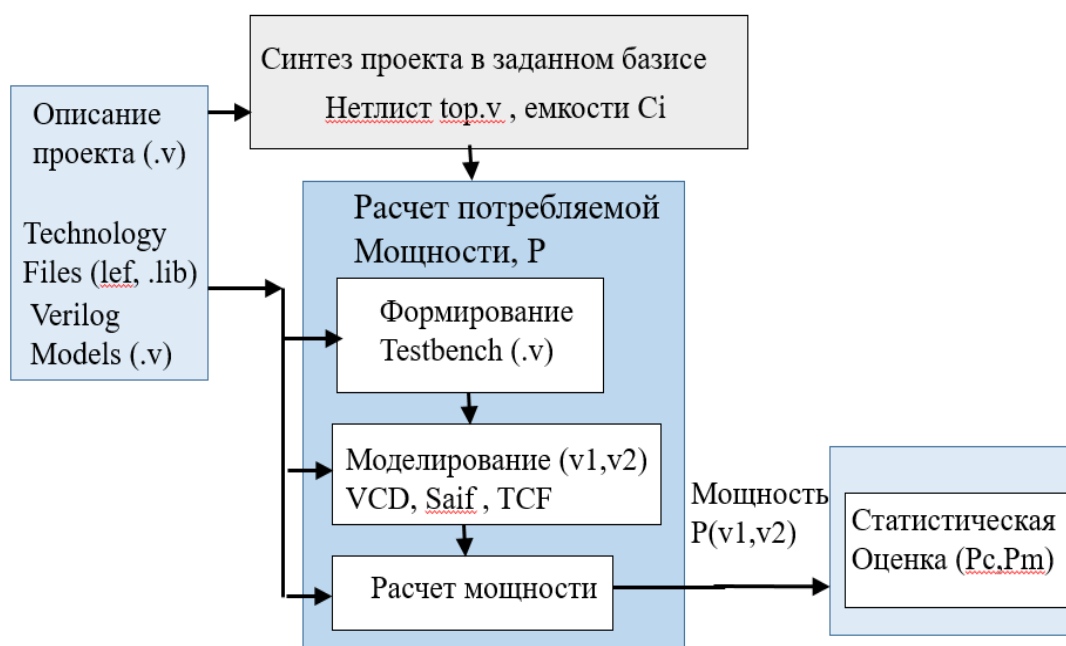 Синтез проекта в заданном базисе
Нетлист top.v , емкости Ci
Описание
проекта (.v)
Technology
Files (lef, .lib)
Verilog
Models (.v)
Расчет потребляемой
Мощности, P
Формирование
Testbench (.v)
Моделирование (v1,v2)
VCD, Saif , TCF
Расчет мощности
Мощность
P(v1,v2)
Статистическая
Оценка (Pc,Pm)